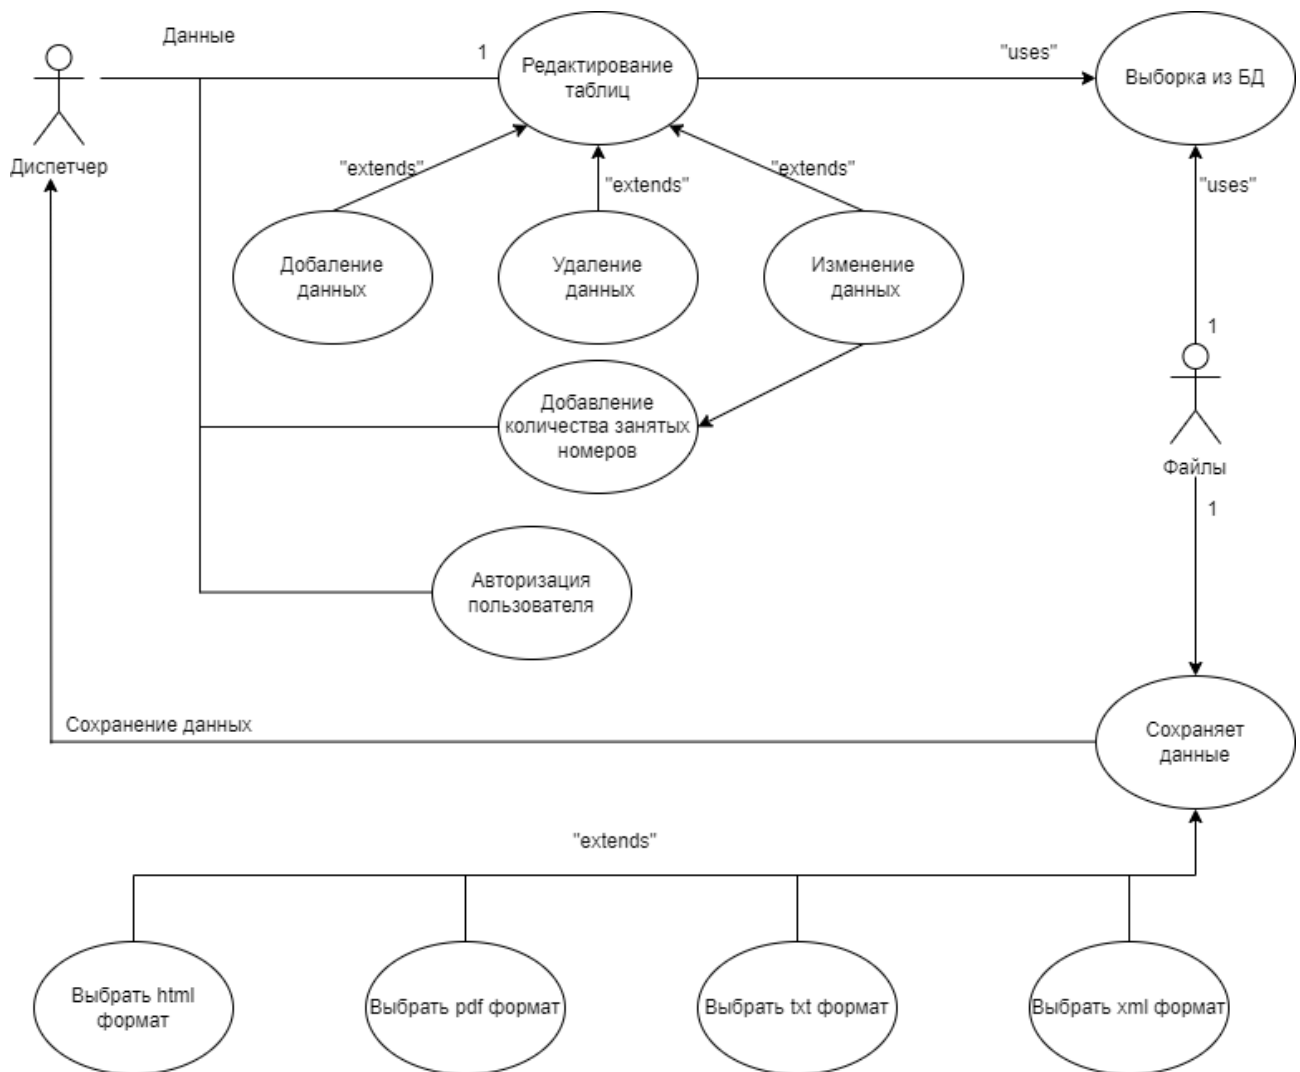 Данные
1
"uses"
Редактирование
таблиц
Выборка из БД
Диспетчер
"extends"
"extends"
"extends"
"uses"
Добаление
данных
Удаление
данных
Изменение
данных
1
Добавление
количества занятых
номеров
Файлы
1
Авторизация
пользователя
Сохранение данных
Сохраняет
данные
"extends"
Выбрать html
формат
Выбрать pdf формат
Выбрать txt формат
Выбрать xml формат